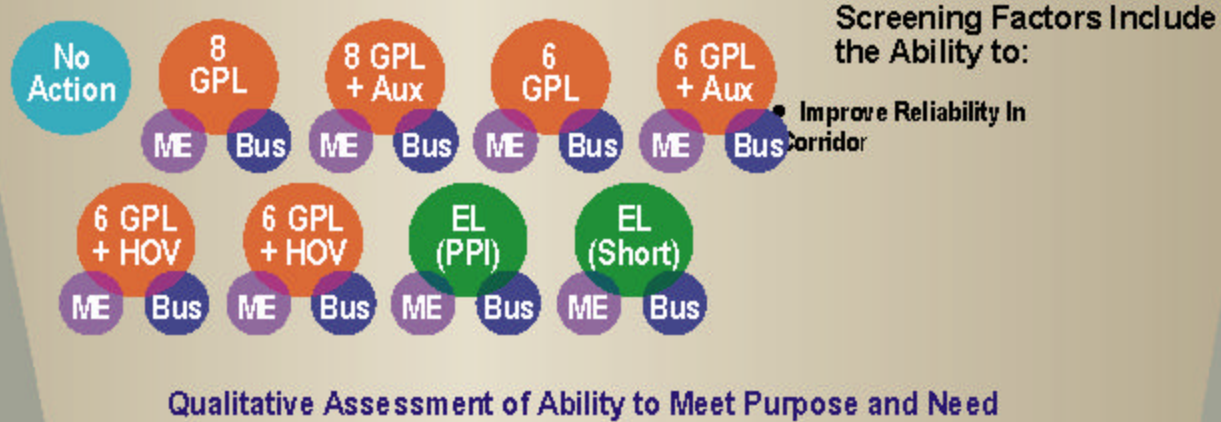 Screening Factors Include
the Ability to:
• Improve Reliability In
Corridor
No
Action
8
GPL
ME
Bus
8 GPL
+ Aux
ME
Bus
6
GPL
ME
Bus
6 GPL
+ Aux
ME
Bus
6 GPL
+ HOV
ME
Bus
6 GPL
+ HOV
ME
Bus
EL
(PPI)
ME
Bus
EL
(Short)
ME
Bus
Qualitative Assessment of Ability to Meet Purpose and Need